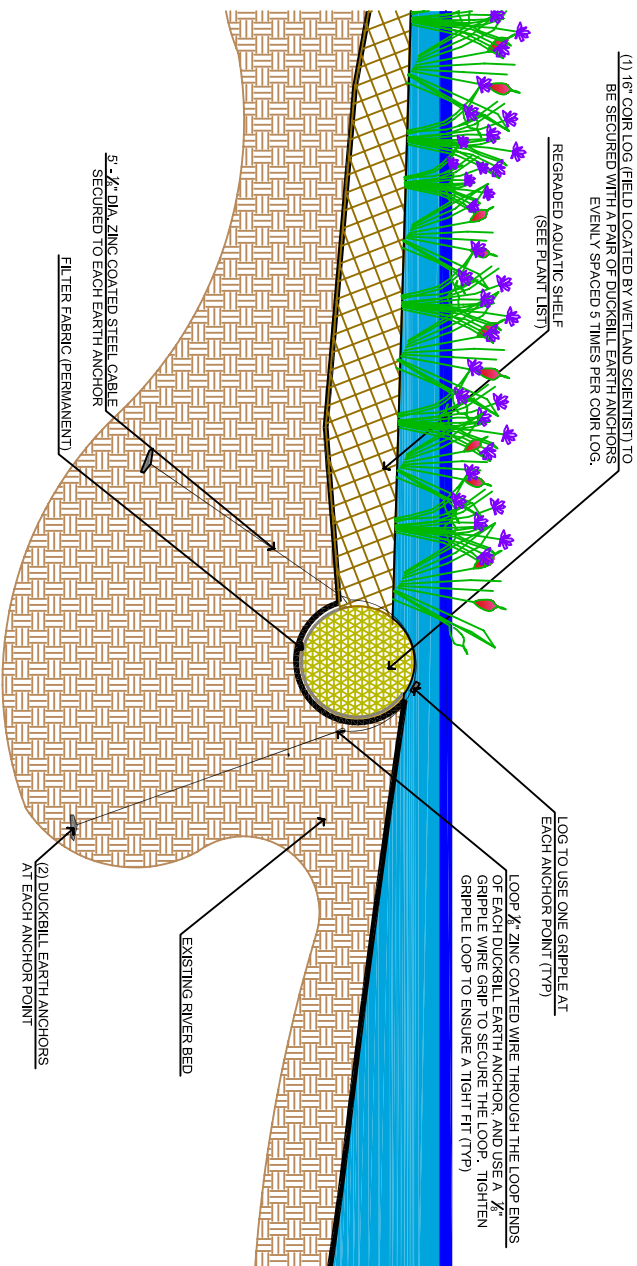 (1) 16" COIR LOG (FIELD LOCATED BY WETLAND SCIENTIST) TO
BE SECURED WITH A PAIR OF DUCKBILL EARTH ANCHORS
EVENLY SPACED 5 TIMES PER COIR LOG.
REGRADED AQUATIC SHELF
(SEE PLANT LIST)
LOG TO USE ONE GRIPPLE AT
EACH ANCHOR POINT (TYP)
LOOP ⅛" ZINC COATED WIRE THROUGH THE LOOP ENDS
OF EACH DUCKBILL EARTH ANCHOR, AND USE A ⅛"
GRIPPLE WIRE GRIP TO SECURE THE LOOP. TIGHTEN
GRIPPLE LOOP TO ENSURE A TIGHT FIT (TYP)
5' - ⅛" DIA. ZINC COATED STEEL CABLE
SECURED TO EACH EARTH ANCHOR
FILTER FABRIC (PERMANENT)
EXISTING RIVER BED
(2) DUCKBILL EARTH ANCHORS
AT EACH ANCHOR POINT